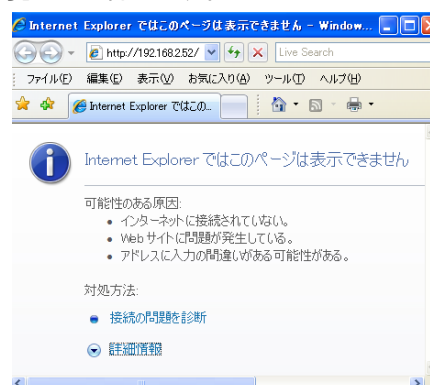 Internet Explorer ではこのページは表示できません - Window...
http://192.168.2.52/
Live Search
ファイル(F) 編集(E) 表示(V) お気に入り(A) ツール(T) ヘルプ(H)
Internet Explorer ではこの...
Internet Explorer ではこのページは表示できません
可能性のある原因:
インターネットに接続されていない。
Web サイトに問題が発生している。
アドレスに入力の間違いがある可能性がある。
対処方法:
接続の問題を診断
詳細情報